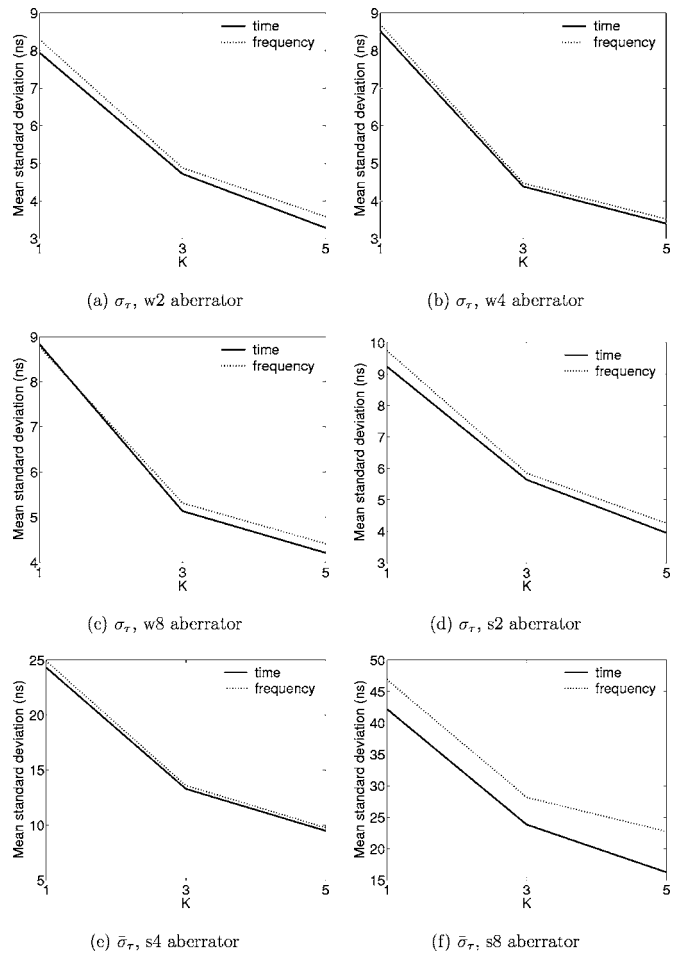 Mean standard deviation (ns)
9
8
7
6
5
4
3
1
3
5
K
time
frequency
(a) στ, w2 aberrator
Mean standard deviation (ns)
9
8
7
6
5
4
3
1
3
5
K
time
frequency
(b) στ, w4 aberrator
Mean standard deviation (ns)
9
8
7
6
5
4
1
3
5
K
time
frequency
(c) στ, w8 aberrator
Mean standard deviation (ns)
10
9
8
7
6
5
4
3
1
3
5
K
time
frequency
(d) στ, s2 aberrator
Mean standard deviation (ns)
25
20
15
10
5
1
3
5
K
time
frequency
(e) σ̄τ, s4 aberrator
Mean standard deviation (ns)
50
45
40
35
30
25
20
15
1
3
5
K
time
frequency
(f) σ̄τ, s8 aberrator